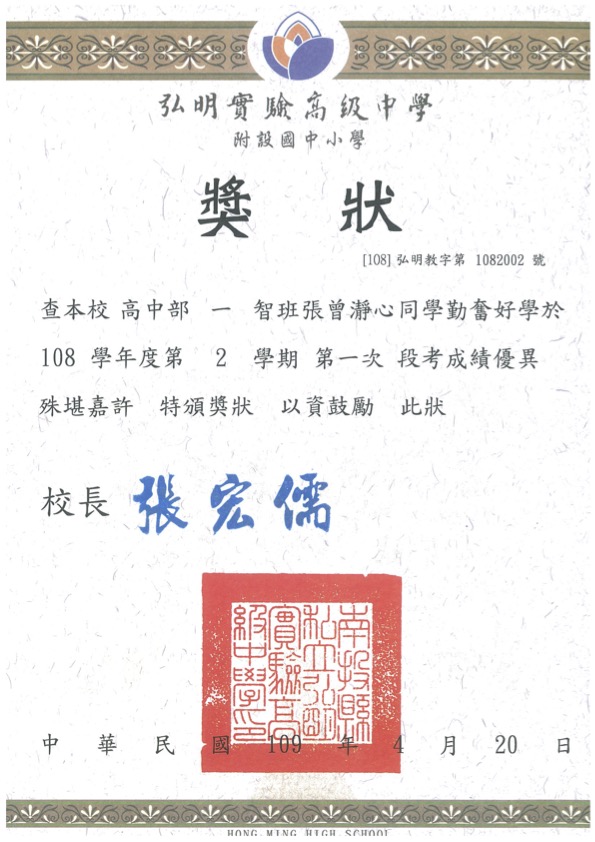 弘明實驗高級中學
附設國中小學
獎狀
[108] 弘明教字第 1082002 號
查本校 高中部 一 智班張曾瀞心同學勤奮好學於
108 學年度第 2 學期 第一次 段考成績優異
殊堪嘉許 特頒獎狀 以資鼓勵 此狀
校長 張宏儒
南投縣
私立弘明
實驗高
級中學印
中華民國 109 年 4 月 20 日
HONG MING HIGH SCHOOL